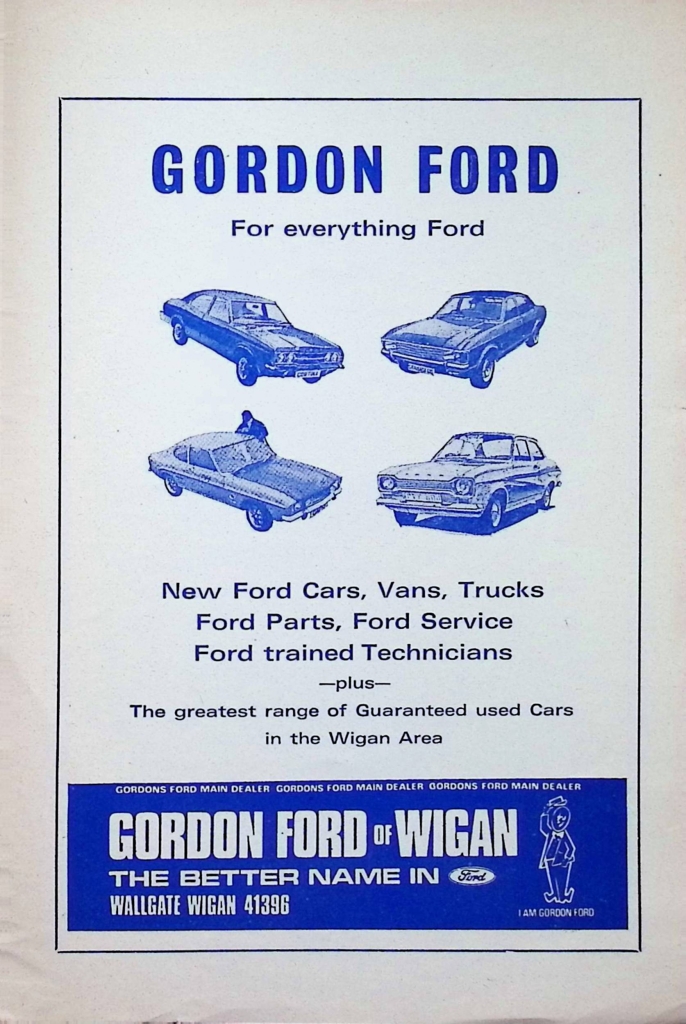 GORDON FORD
For everything Ford
New Ford Cars, Vans, Trucks
Ford Parts, Ford Service
Ford trained Technicians
—plus—
The greatest range of Guaranteed used Cars
in the Wigan Area
GORDONS FORD MAIN DEALER GORDONS FORD MAIN DEALER GORDONS FORD MAIN DEALER
GORDON FORD OF WIGAN
THE BETTER NAME IN Ford
WALLGATE WIGAN 41396
I AM GORDON FORD